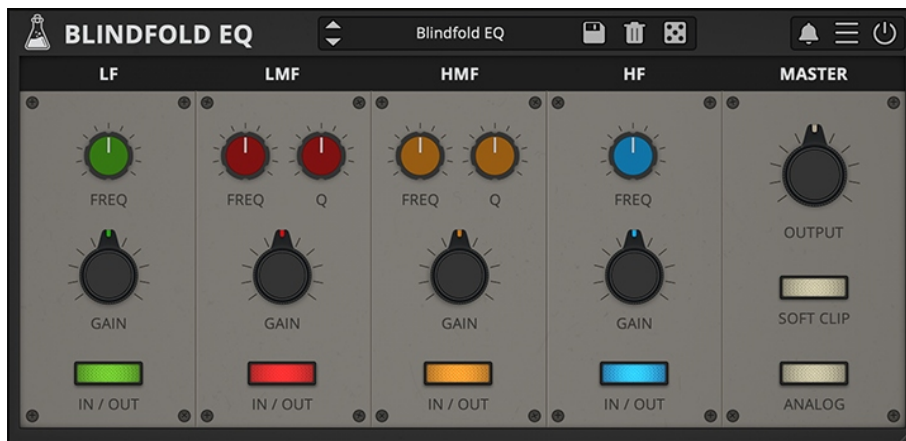 BLINDFOLD EQ
Blindfold EQ
LF LMF HMF HF MASTER
FREQ FREQ Q FREQ Q FREQ
OUTPUT
GAIN GAIN GAIN GAIN
SOFT CLIP
IN / OUT IN / OUT IN / OUT IN / OUT ANALOG